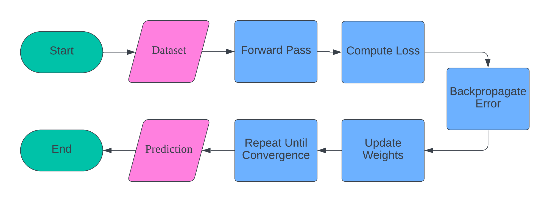 Start
Dataset
Forward Pass
Compute Loss
Backpropagate
Error
Update
Weights
Repeat Until
Convergence
Prediction
End